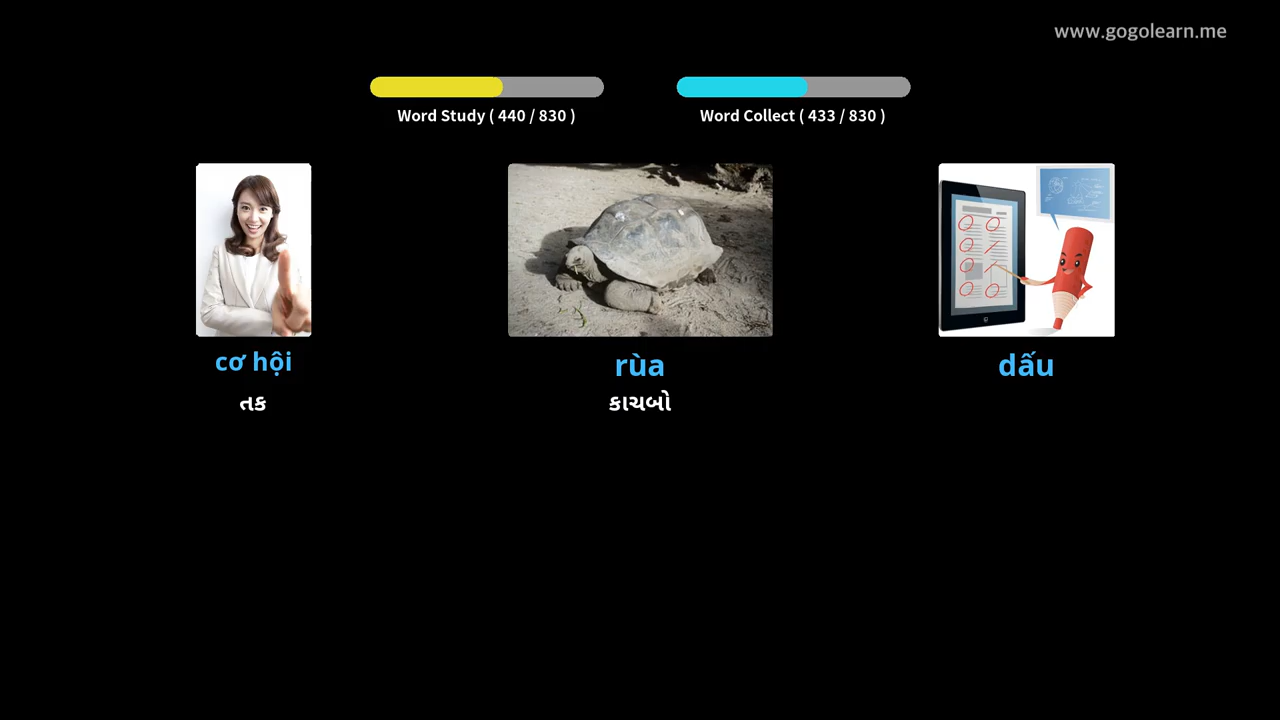 www.gogolearn.me
Word Study ( 440 / 830 )
Word Collect ( 433 / 830 )
cơ hội
rùa
dấu
તક
કાચબો